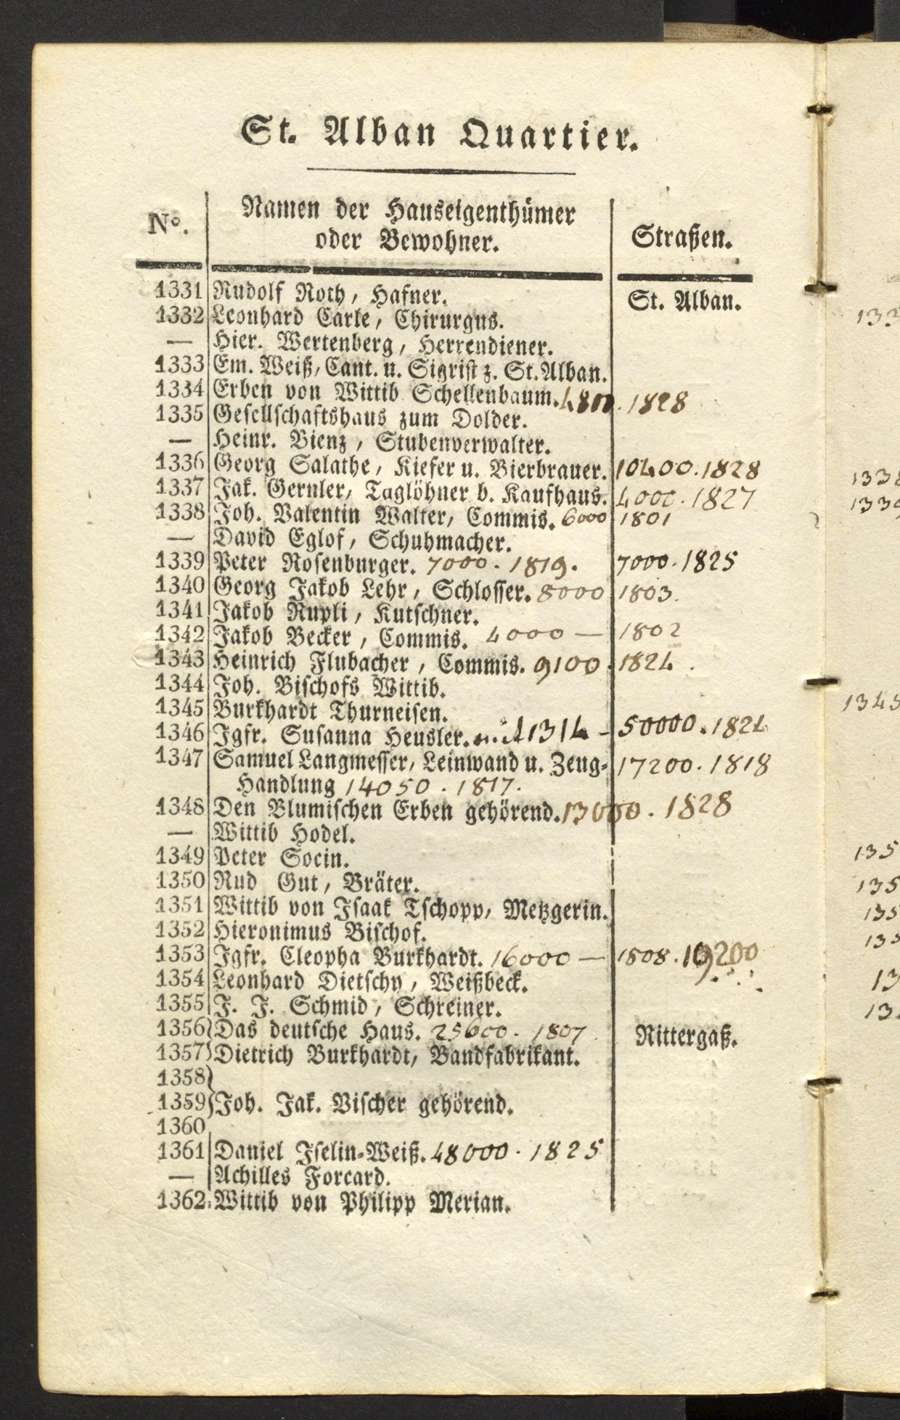 St. Alban Quartier.
No.
Namen der Hauseigenthümer
oder Bewohner.
Straßen.
1331 Rudolf Roth, Hafner. St. Alban.
1332 Leonhard Carle, Chirurgus.
— Hier. Wertenberg, Herrendiener.
1333 Em. Weiß, Cant. u. Sigrist z. St. Alban.
1334 Erben von Wittib Schellenbaum. 1828
1335 Gesellschaftshaus zum Dolder.
— Heinr. Bienz, Stubenverwalter.
1336 Georg Salathe, Kiefer u. Bierbrauer. 10400. 1828
1337 Jak. Gernler, Taglöhner b. Kaufhaus. 4000. 1827
1338 Joh. Valentin Walter, Commis. 6000 1801
— David Eglof, Schuhmacher.
1339 Peter Rosenburger. 7000. 1819. 7000. 1825
1340 Georg Jakob Lehr, Schlosser. 8000 1803.
1341 Jakob Rupli, Kutschner.
1342 Jakob Becker, Commis. 4000 — 1802
1343 Heinrich Flubacher, Commis. 9100. 1824.
1344 Joh. Bischofs Wittib.
1345 Burkhardt Thurneisen.
1346 Jgfr. Susanna Heusler. mit 1314 – 50000. 1824
1347 Samuel Langmesser, Leinwand u. Zeug- 17200. 1818
Handlung 14050. 1817.
1348 Den Blumischen Erben gehörend. 1828
— Wittib Hodel.
1349 Peter Socin.
1350 Rud Gut, Bräter.
1351 Wittib von Isaak Tschopp, Metzgerin.
1352 Hieronimus Bischof.
1353 Jgfr. Cleopha Burkhardt. 16000 — 1808. 19200
1354 Leonhard Dietschy, Weißbeck.
1355 J. J. Schmid, Schreiner.
1356 Das deutsche Haus. 25600. 1807. Rittergaß.
1357 Dietrich Burkhardt, Bandfabrikant.
1358
1359 Joh. Jak. Vischer gehörend.
1360
1361 Daniel Iselin-Weiß. 48000. 1825
— Achilles Forcard.
1362 Wittib von Philipp Merian.